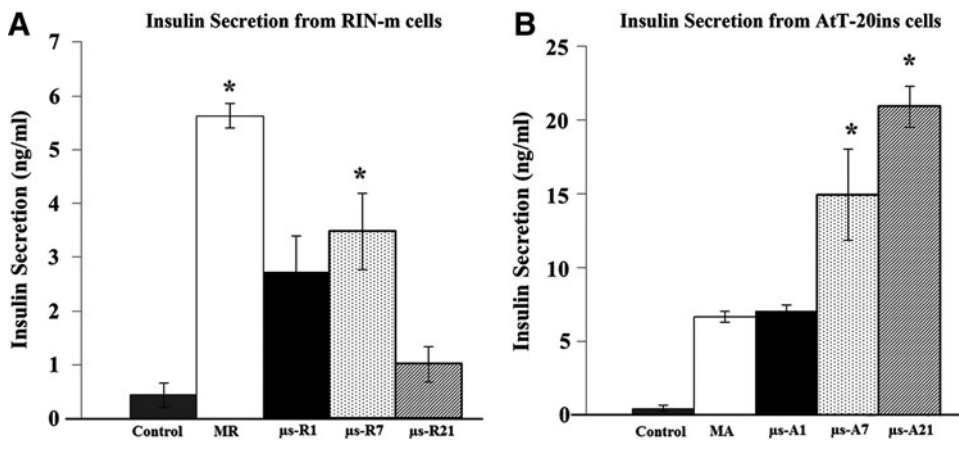 A
Insulin Secretion from RIN-m cells
Insulin Secretion (ng/ml)
7
6
5
4
3
2
1
0
*
*
Control MR µs-R1 µs-R7 µs-R21
B
Insulin Secretion from AtT-20ins cells
Insulin Secretion (ng/ml)
25
20
15
10
5
0
*
*
Control MA µs-A1 µs-A7 µs-A21